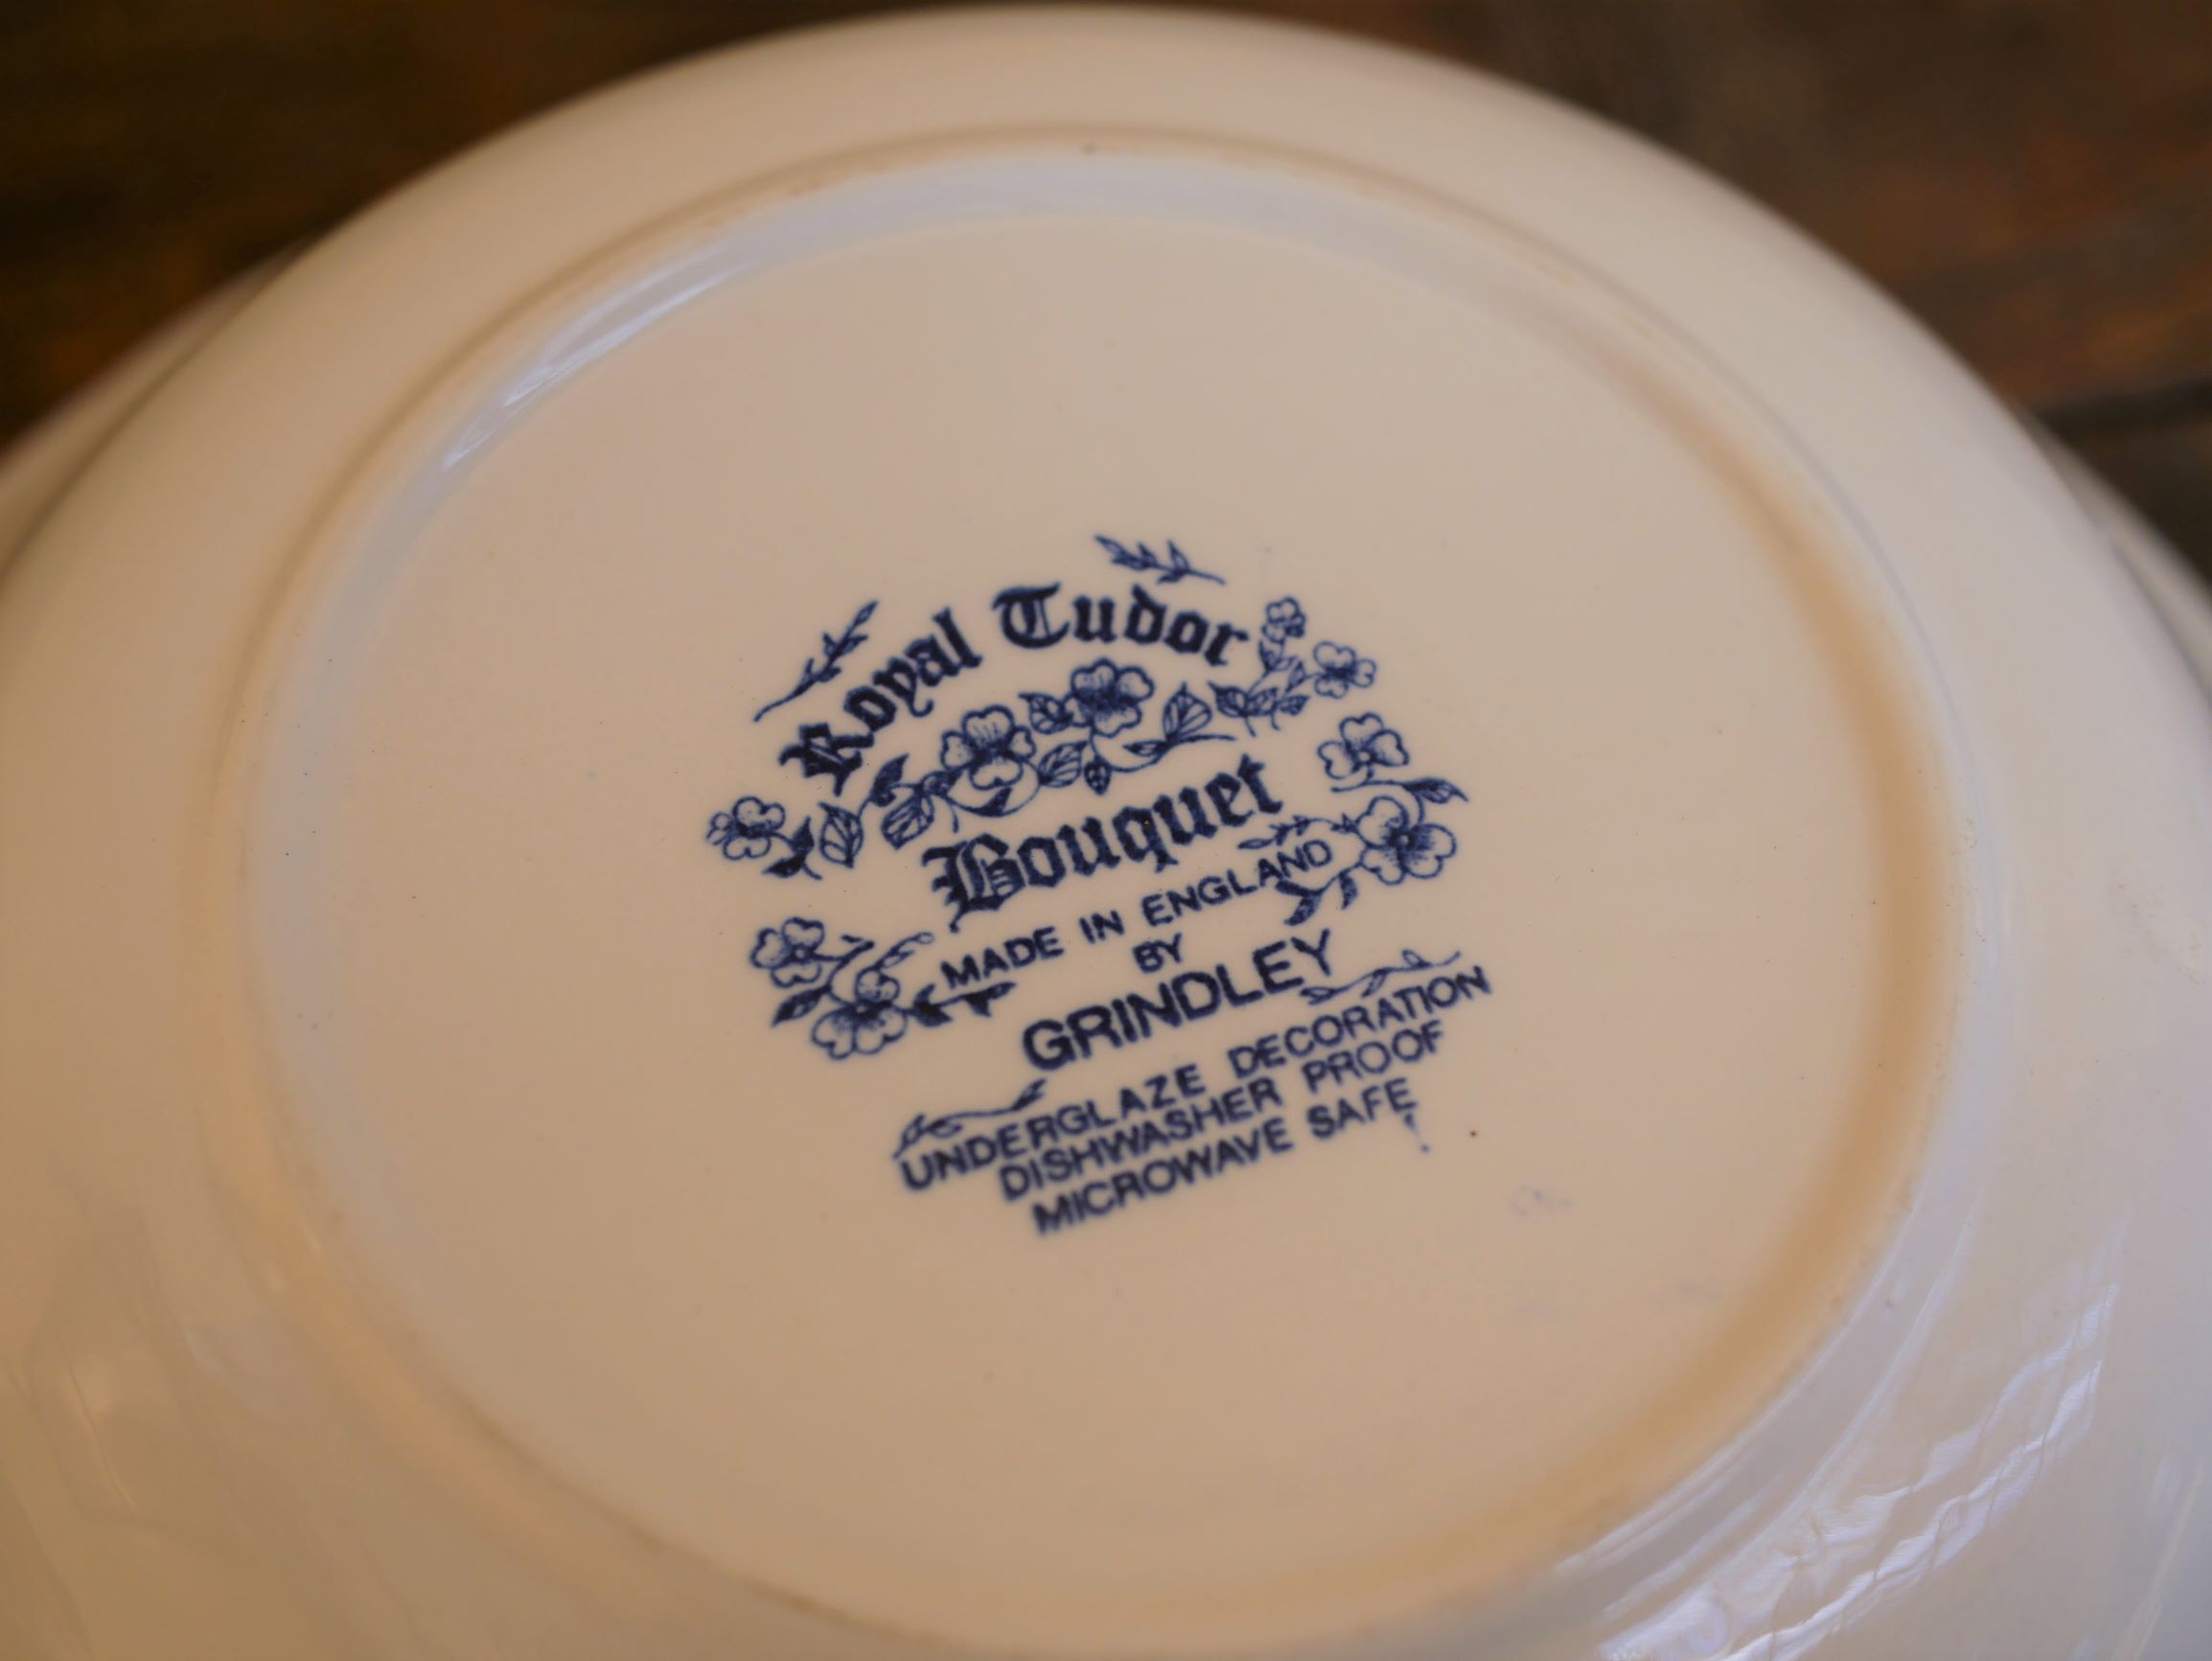 Royal Tudor
Bouquet
MADE IN ENGLAND
BY
GRINDLEY
UNDERGLAZE DECORATION
DISHWASHER PROOF
MICROWAVE SAFE